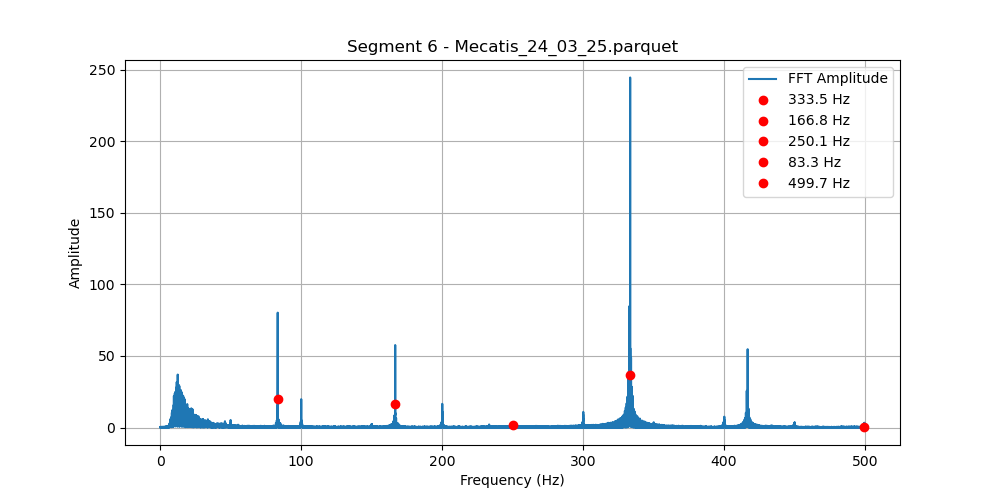 Segment 6 - Mecatis_24_03_25.parquet
250
200
150
100
50
0
Amplitude
FFT Amplitude
333.5 Hz
166.8 Hz
250.1 Hz
83.3 Hz
499.7 Hz
0 100 200 300 400 500
Frequency (Hz)